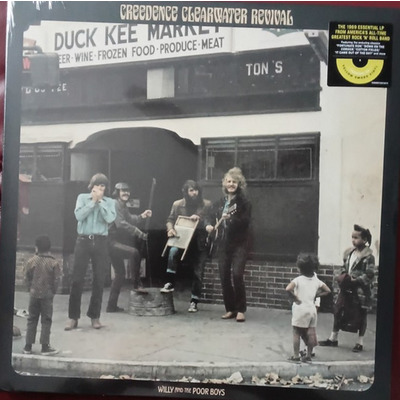 CREEDENCE CLEARWATER REVIVAL
DUCK KEE MARKET
BEER·WINE·FROZEN FOOD·PRODUCE·MEAT
TON'S
THE 1969 ESSENTIAL LP
FROM AMERICA'S ALL-TIME
GREATEST ROCK 'N' ROLL BAND
WILLY AND THE POOR BOYS